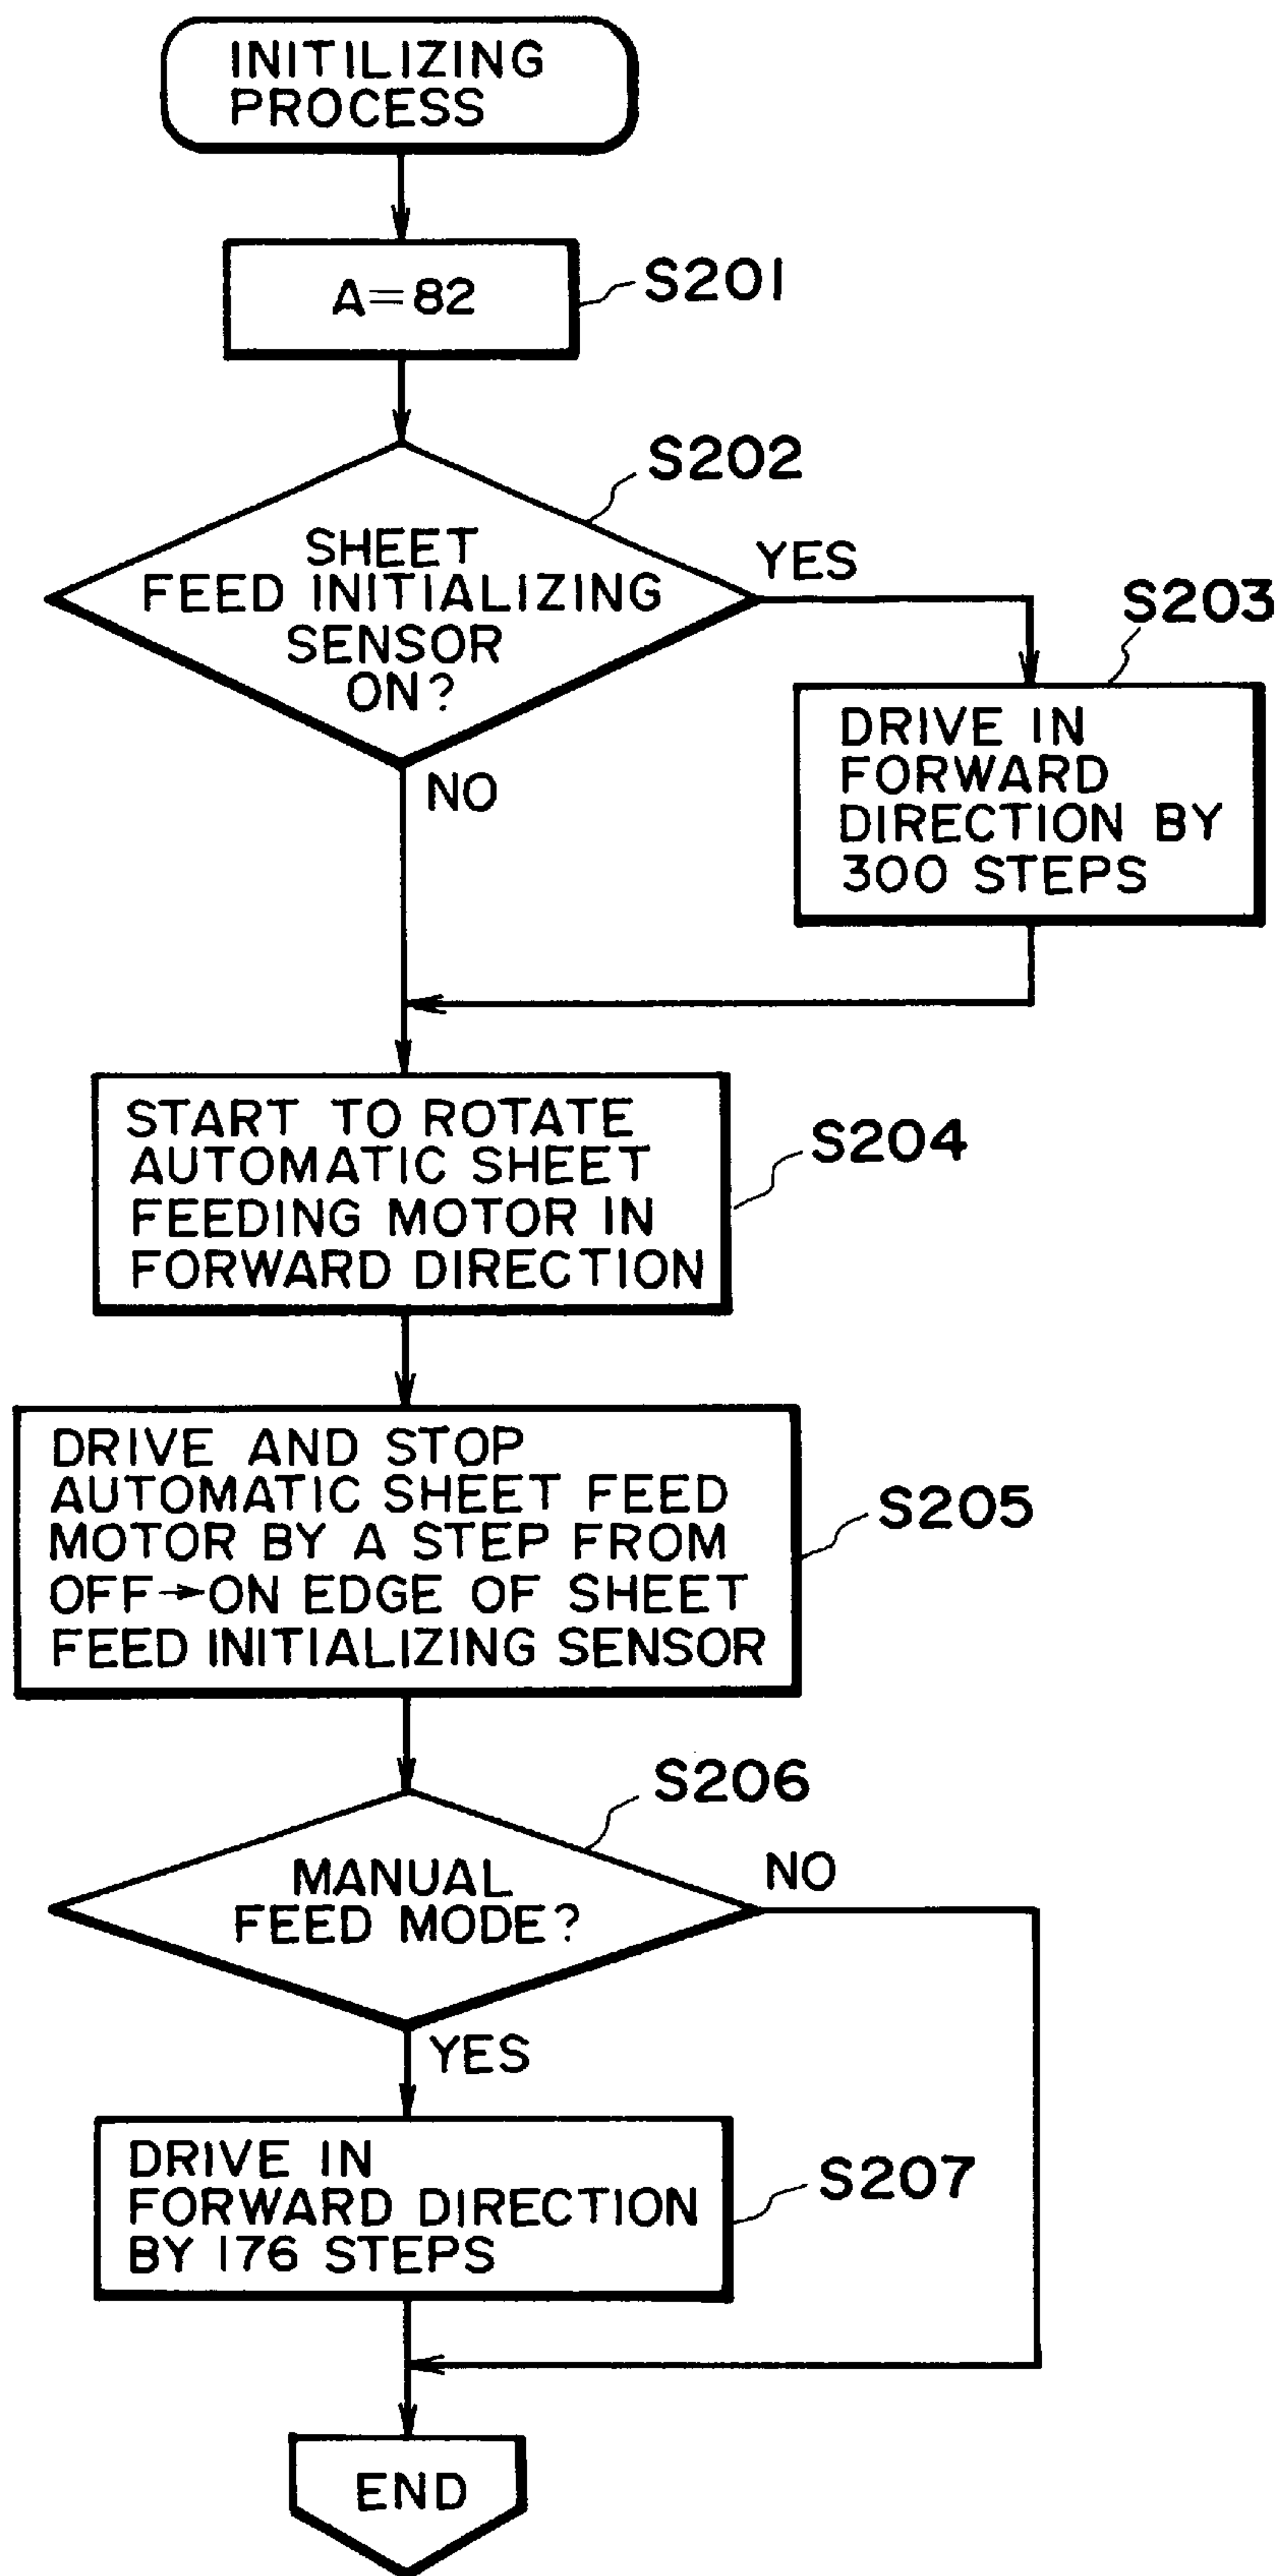 INITILIZING
PROCESS
A=82
S201
S202
SHEET
FEED INITIALIZING
SENSOR
ON?
YES
NO
S203
DRIVE IN
FORWARD
DIRECTION BY
300 STEPS
START TO ROTATE
AUTOMATIC SHEET
FEEDING MOTOR IN
FORWARD DIRECTION
S204
DRIVE AND STOP
AUTOMATIC SHEET FEED
MOTOR BY A STEP FROM
OFF→ON EDGE OF SHEET
FEED INITIALIZING SENSOR
S205
S206
MANUAL
FEED MODE?
NO
YES
DRIVE IN
FORWARD DIRECTION
BY 176 STEPS
S207
END